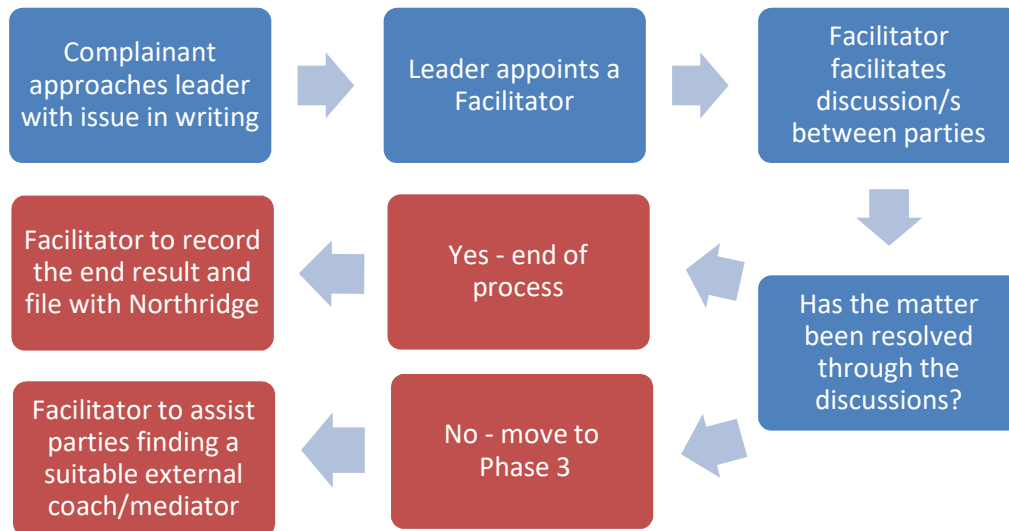 Complainant
approaches leader
with issue in writing
Leader appoints a
Facilitator
Facilitator
facilitates
discussion/s
between parties
Has the matter
been resolved
through the
discussions?
Yes - end of
process
Facilitator to record
the end result and
file with Northridge
No - move to
Phase 3
Facilitator to assist
parties finding a
suitable external
coach/mediator